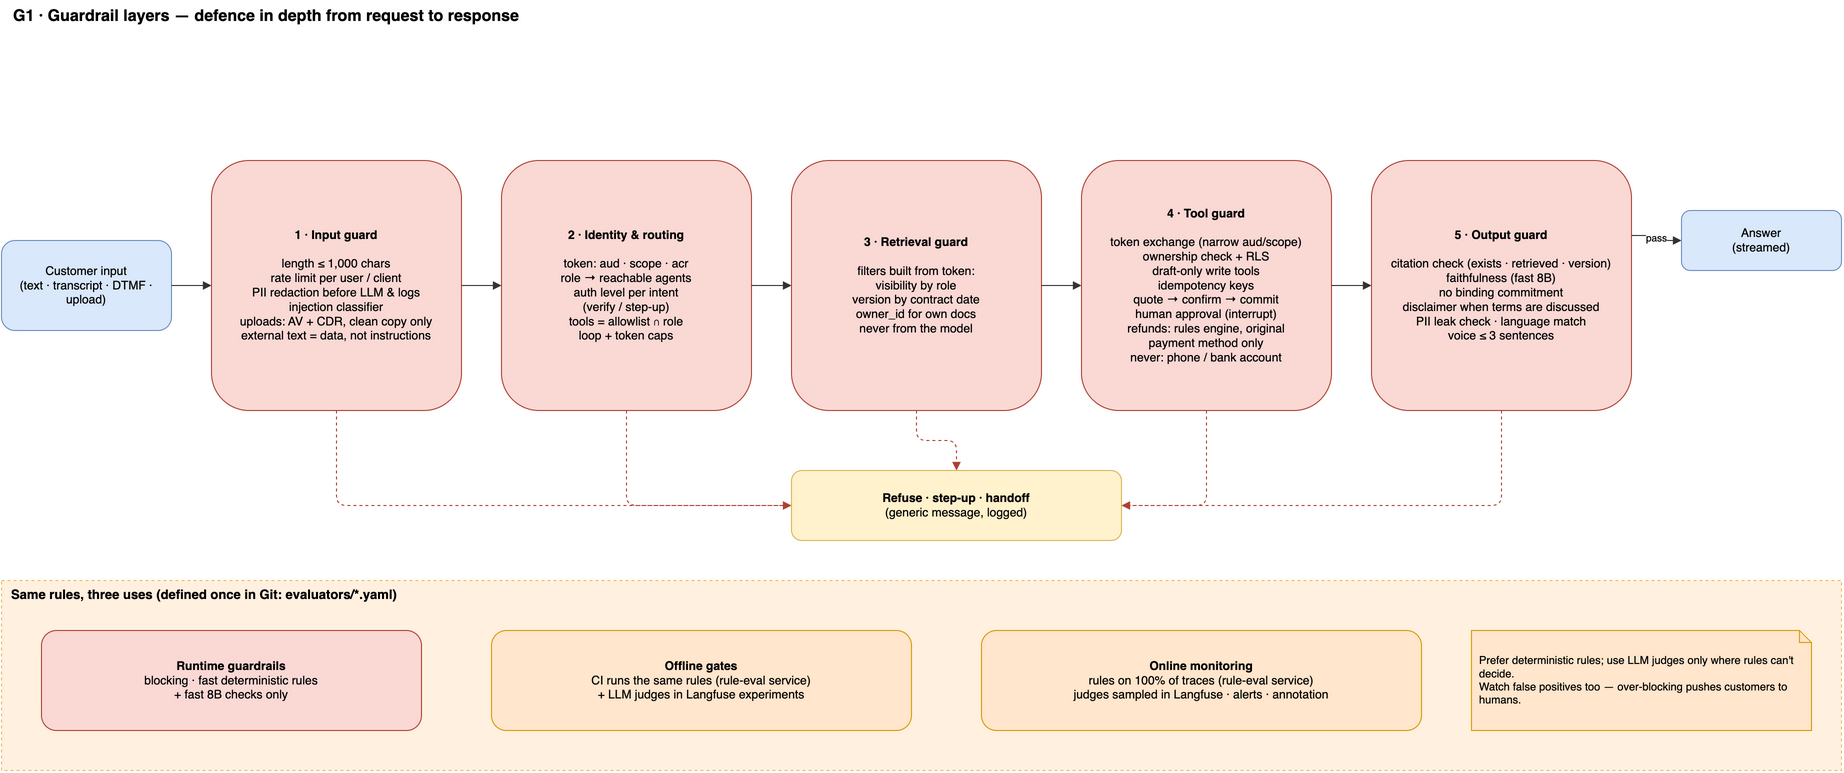 G1 · Guardrail layers — defence in depth from request to response
Customer input
(text · transcript · DTMF ·
upload)
1 · Input guard
length ≤ 1,000 chars
rate limit per user / client
PII redaction before LLM & logs
injection classifier
uploads: AV + CDR, clean copy only
external text = data, not instructions
2 · Identity & routing
token: aud · scope · acr
role → reachable agents
auth level per intent
(verify / step-up)
tools = allowlist ∩ role
loop + token caps
3 · Retrieval guard
filters built from token:
visibility by role
version by contract date
owner_id for own docs
never from the model
4 · Tool guard
token exchange (narrow aud/scope)
ownership check + RLS
draft-only write tools
idempotency keys
quote → confirm → commit
human approval (interrupt)
refunds: rules engine, original
payment method only
never: phone / bank account
5 · Output guard
citation check (exists · retrieved · version)
faithfulness (fast 8B)
no binding commitment
disclaimer when terms are discussed
PII leak check · language match
voice ≤ 3 sentences
pass
Answer
(streamed)
Refuse · step-up · handoff
(generic message, logged)
Same rules, three uses (defined once in Git: evaluators/*.yaml)
Runtime guardrails
blocking · fast deterministic rules
+ fast 8B checks only
Offline gates
CI runs the same rules (rule-eval service)
+ LLM judges in Langfuse experiments
Online monitoring
rules on 100% of traces (rule-eval service)
judges sampled in Langfuse · alerts · annotation
Prefer deterministic rules; use LLM judges only where rules can't
decide.
Watch false positives too — over-blocking pushes customers to
humans.